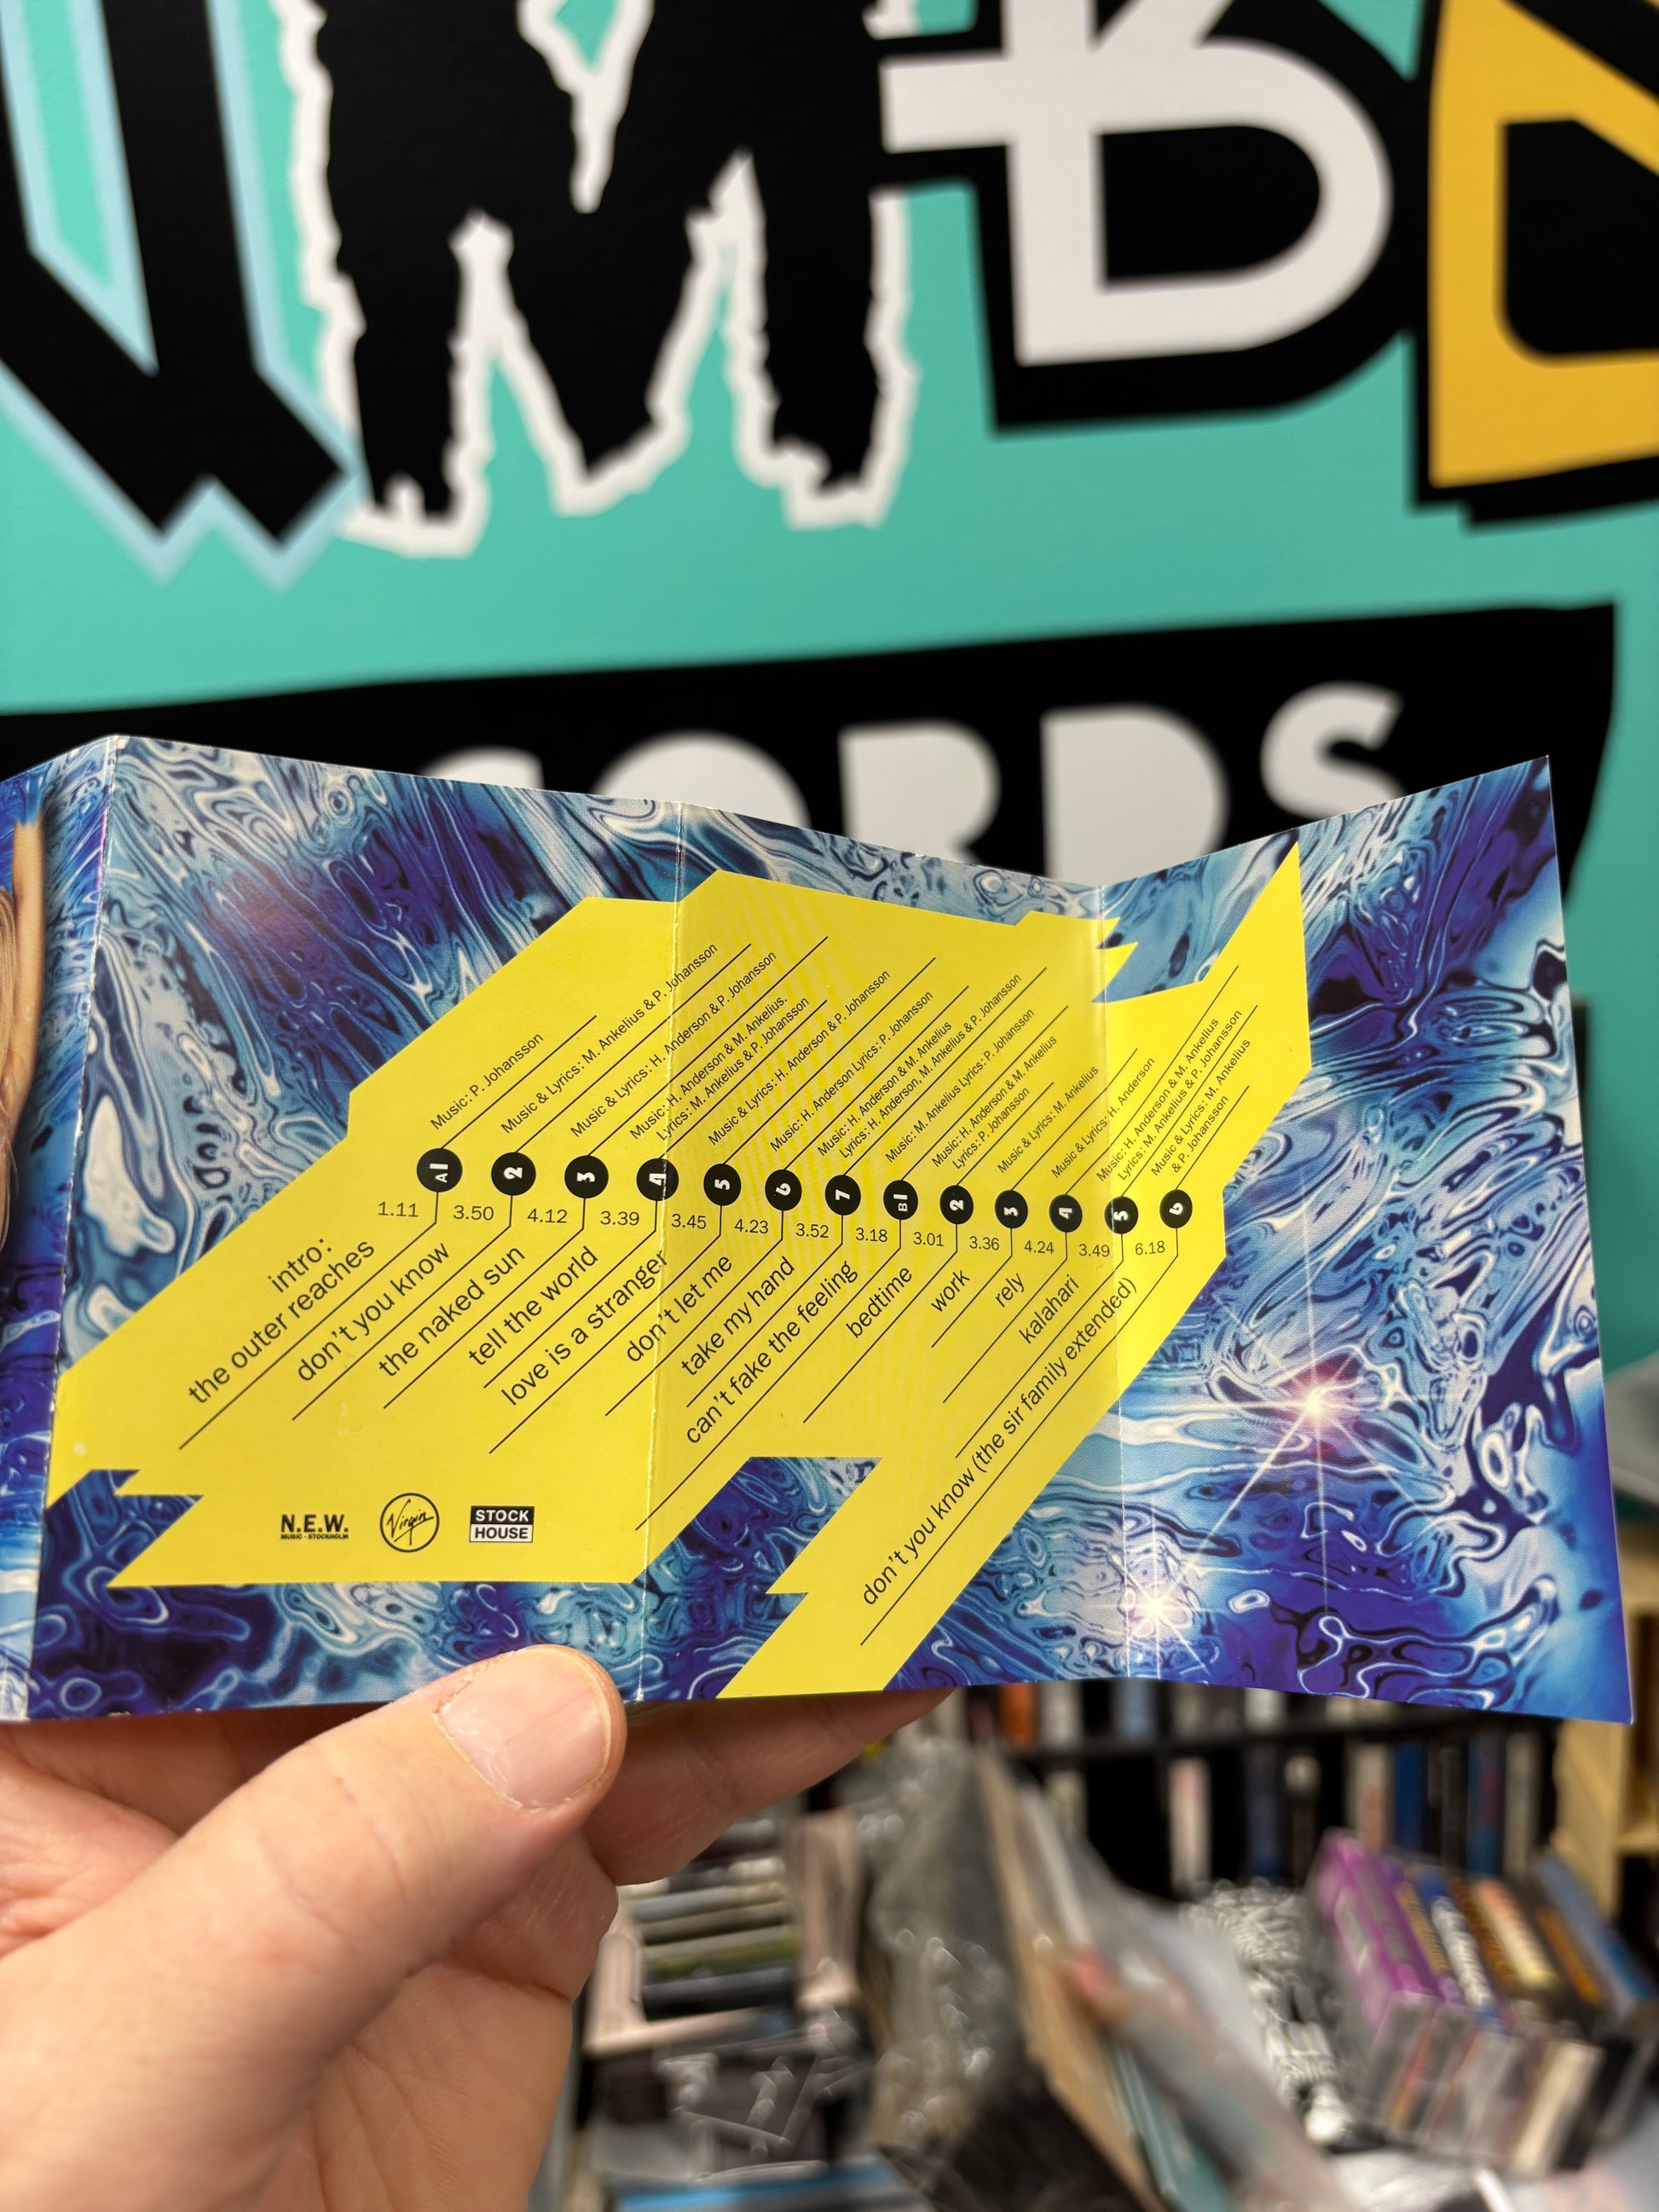 CORDS
intro:
the outer reaches
1.11
A1
Music: P. Johansson
don't you know
3.50
2
Music & Lyrics: M. Ankelius & P. Johansson
the naked sun
4.12
3
Music & Lyrics: H. Anderson & P. Johansson
tell the world
3.39
4
Music: H. Anderson & M. Ankelius.
Lyrics: M. Ankelius & P. Johansson
love is a stranger
3.45
5
Music & Lyrics: H. Anderson & P. Johansson
don't let me
4.23
6
Music: H. Anderson Lyrics: P. Johansson
take my hand
3.52
7
Music: H. Anderson & M. Ankelius
Lyrics: H. Anderson, M. Ankelius & P. Johansson
can't fake the feeling
3.18
B1
Music: M. Ankelius Lyrics: P. Johansson
bedtime
3.01
2
Music: H. Anderson & M. Ankelius
Lyrics: P. Johansson
work
3.36
3
Music & Lyrics: M. Ankelius
rely
4.24
4
Music & Lyrics: H. Anderson
kalahari
3.49
5
Music: H. Anderson & M. Ankelius
Lyrics: M. Ankelius & P. Johansson
don't you know (the sir family extended)
6.18
6
Music & Lyrics: M. Ankelius
& P. Johansson
N.E.W.
MUSIC - STOCKHOLM
Virgin
STOCK
HOUSE